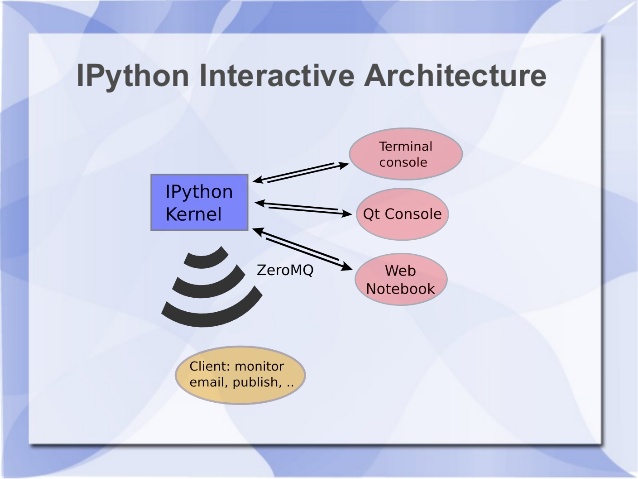 IPython Interactive Architecture
Terminal
console
IPython
Kernel
Qt Console
ZeroMQ
Web
Notebook
Client: monitor
email, publish, ..